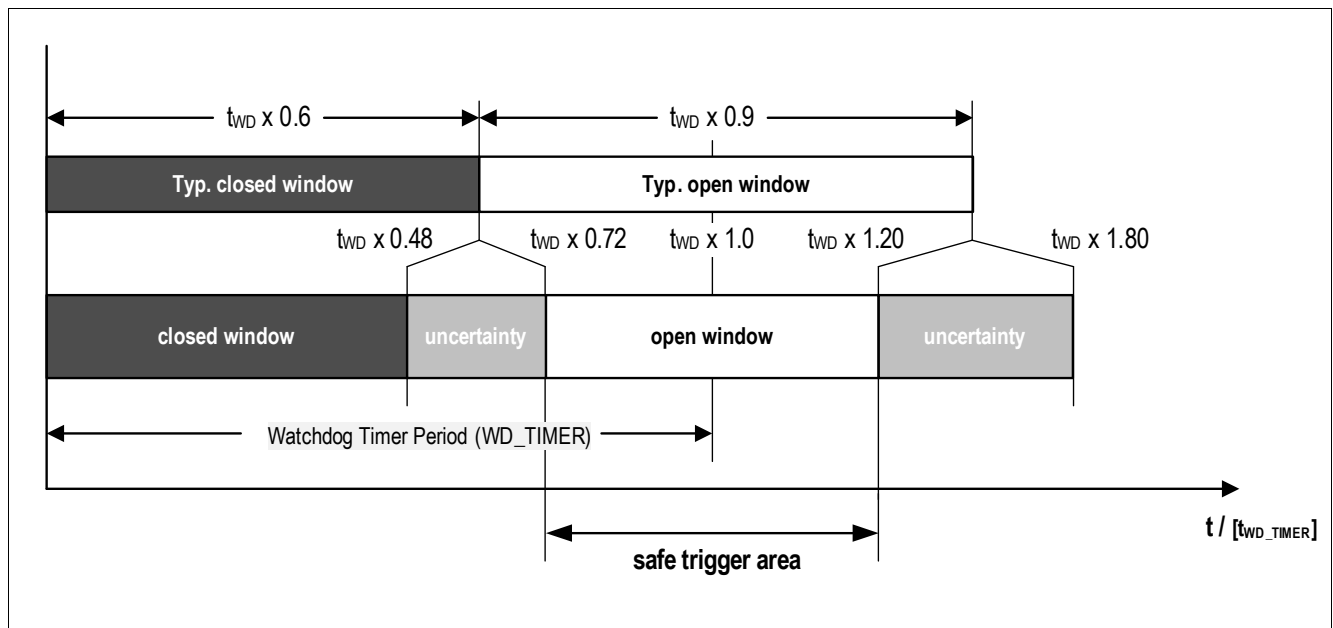 tWD x 0.6
tWD x 0.9
Typ. closed window
Typ. open window
tWD x 0.48
tWD x 0.72
tWD x 1.0
tWD x 1.20
tWD x 1.80
closed window
uncertainty
open window
uncertainty
Watchdog Timer Period (WD_TIMER)
t / [tWD_TIMER]
safe trigger area